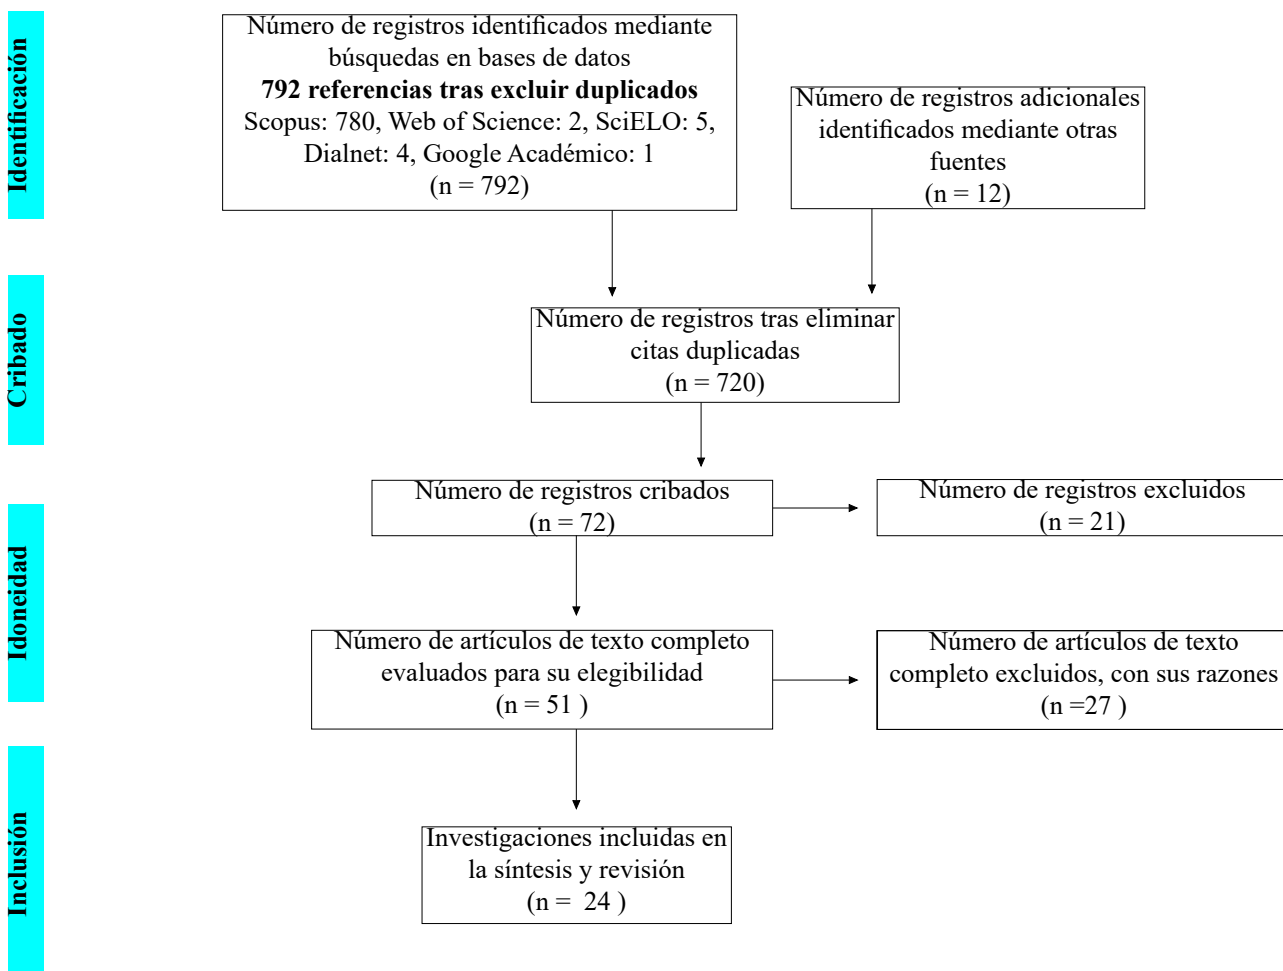 Identificación
Número de registros identificados mediante
búsquedas en bases de datos
792 referencias tras excluir duplicados
Scopus: 780, Web of Science: 2, SciELO: 5,
Dialnet: 4, Google Académico: 1
(n = 792)
Número de registros adicionales
identificados mediante otras
fuentes
(n = 12)
Cribado
Número de registros tras eliminar
citas duplicadas
(n = 720)
Idoneidad
Número de registros cribados
(n = 72)
Número de registros excluidos
(n = 21)
Número de artículos de texto completo
evaluados para su elegibilidad
(n = 51 )
Número de artículos de texto
completo excluidos, con sus razones
(n =27 )
Inclusión
Investigaciones incluidas en
la síntesis y revisión
(n =  24 )